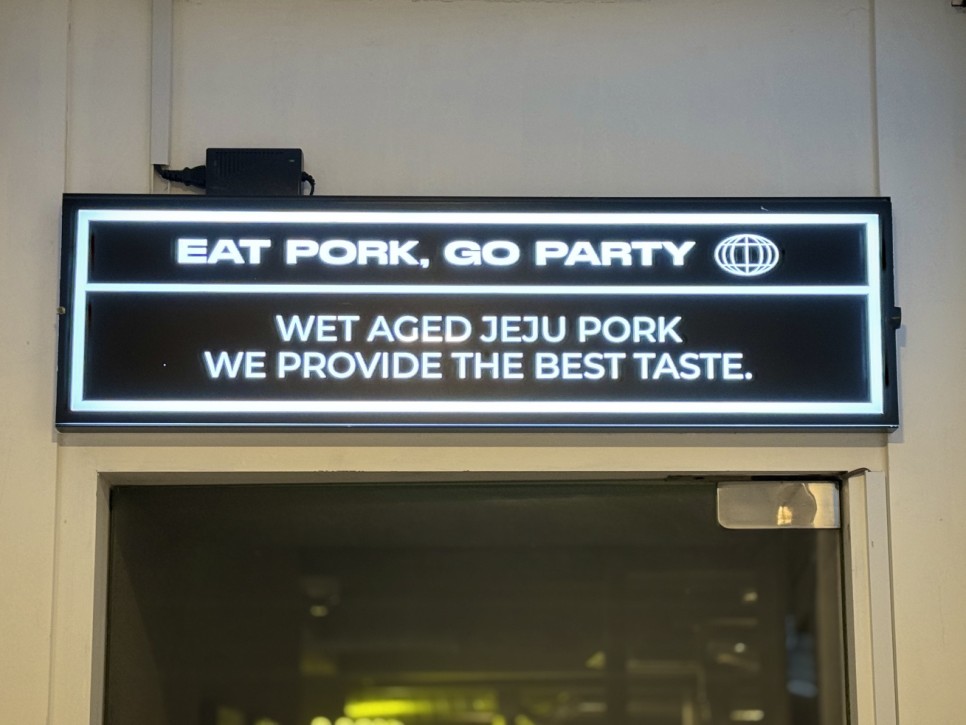 EAT PORK, GO PARTY
WET AGED JEJU PORK
WE PROVIDE THE BEST TASTE.